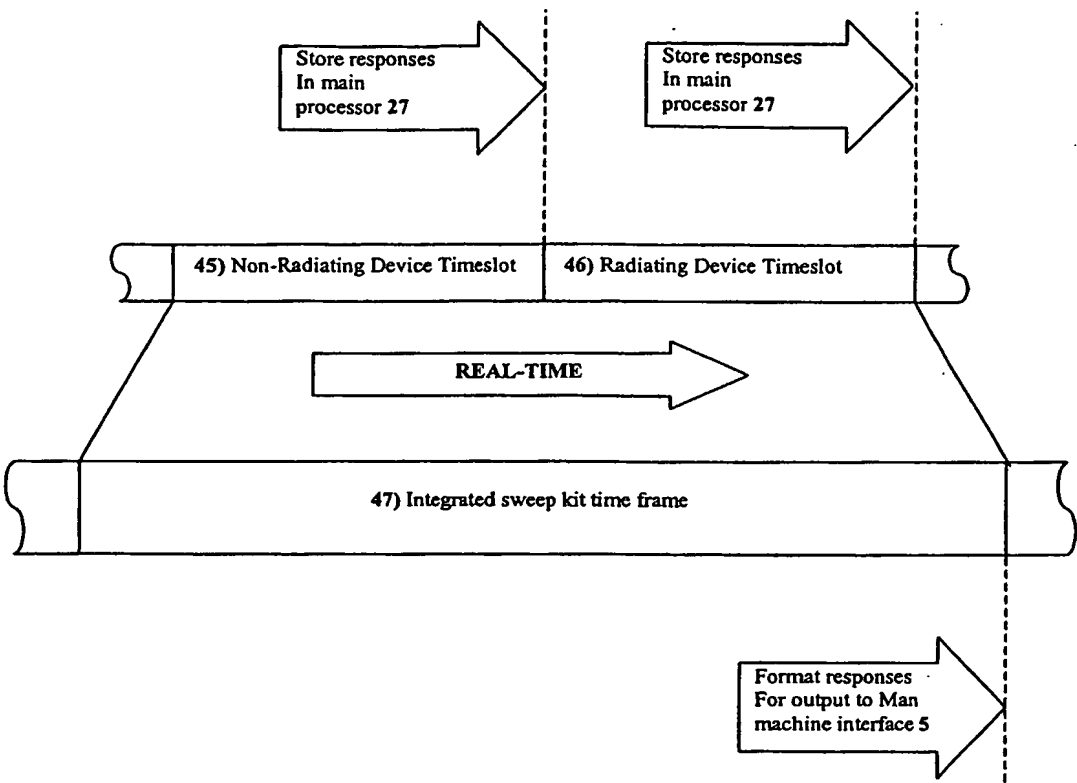 Store responses
In main
processor 27
Store responses
In main
processor 27
45) Non-Radiating Device Timeslot
46) Radiating Device Timeslot
REAL-TIME
47) Integrated sweep kit time frame
Format responses
For output to Man
machine interface 5